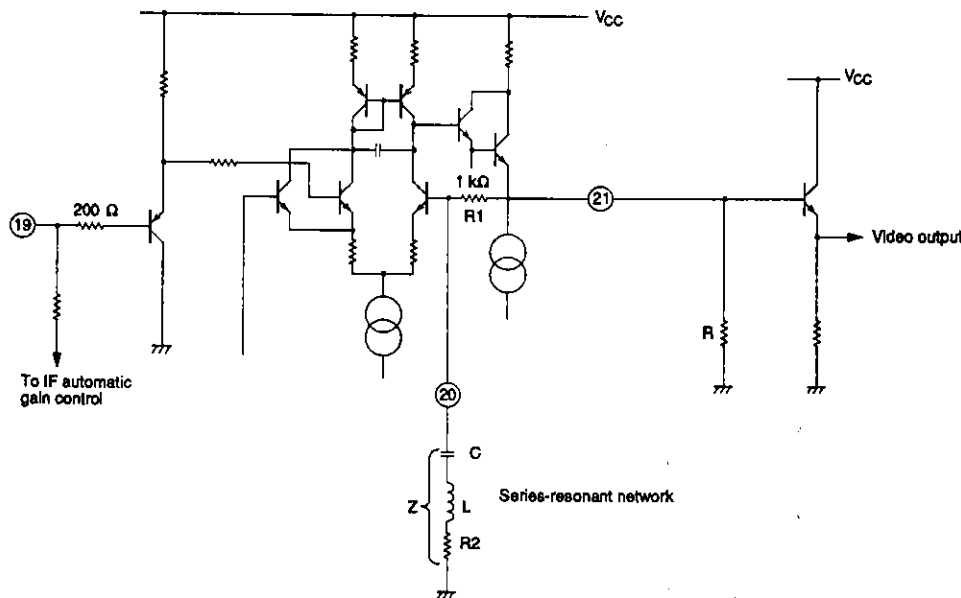 VCC
VCC
200 Ω
19
1 kΩ
R1
21
Video output
R
To IF automatic
gain control
20
C
Z
L
Series-resonant network
R2